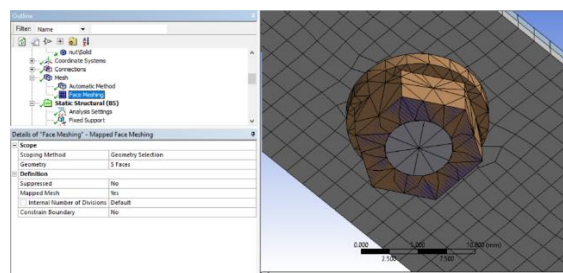 Outline
Filter: Name
nut\Solid
Coordinate Systems
Connections
Mesh
Automatic Method
Face Meshing
Static Structural (B5)
Analysis Settings
Fixed Support
Details of "Face Meshing" - Mapped Face Meshing
Scope
Scoping Method Geometry Selection
Geometry 5 Faces
Definition
Suppressed No
Mapped Mesh Yes
Internal Number of Divisions Default
Constrain Boundary No
0.000 5.000 10.000 (mm)
2.500 7.500